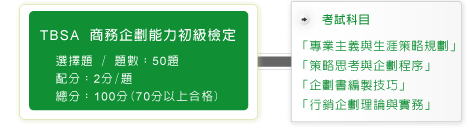 TBSA 商務企劃能力初級檢定
選擇題 / 題數：50題
配分：2分/題
總分：100分(70分以上合格)
考試科目
「專業主義與生涯策略規劃」
「策略思考與企劃程序」
「企劃書編製技巧」
「行銷企劃理論與實務」